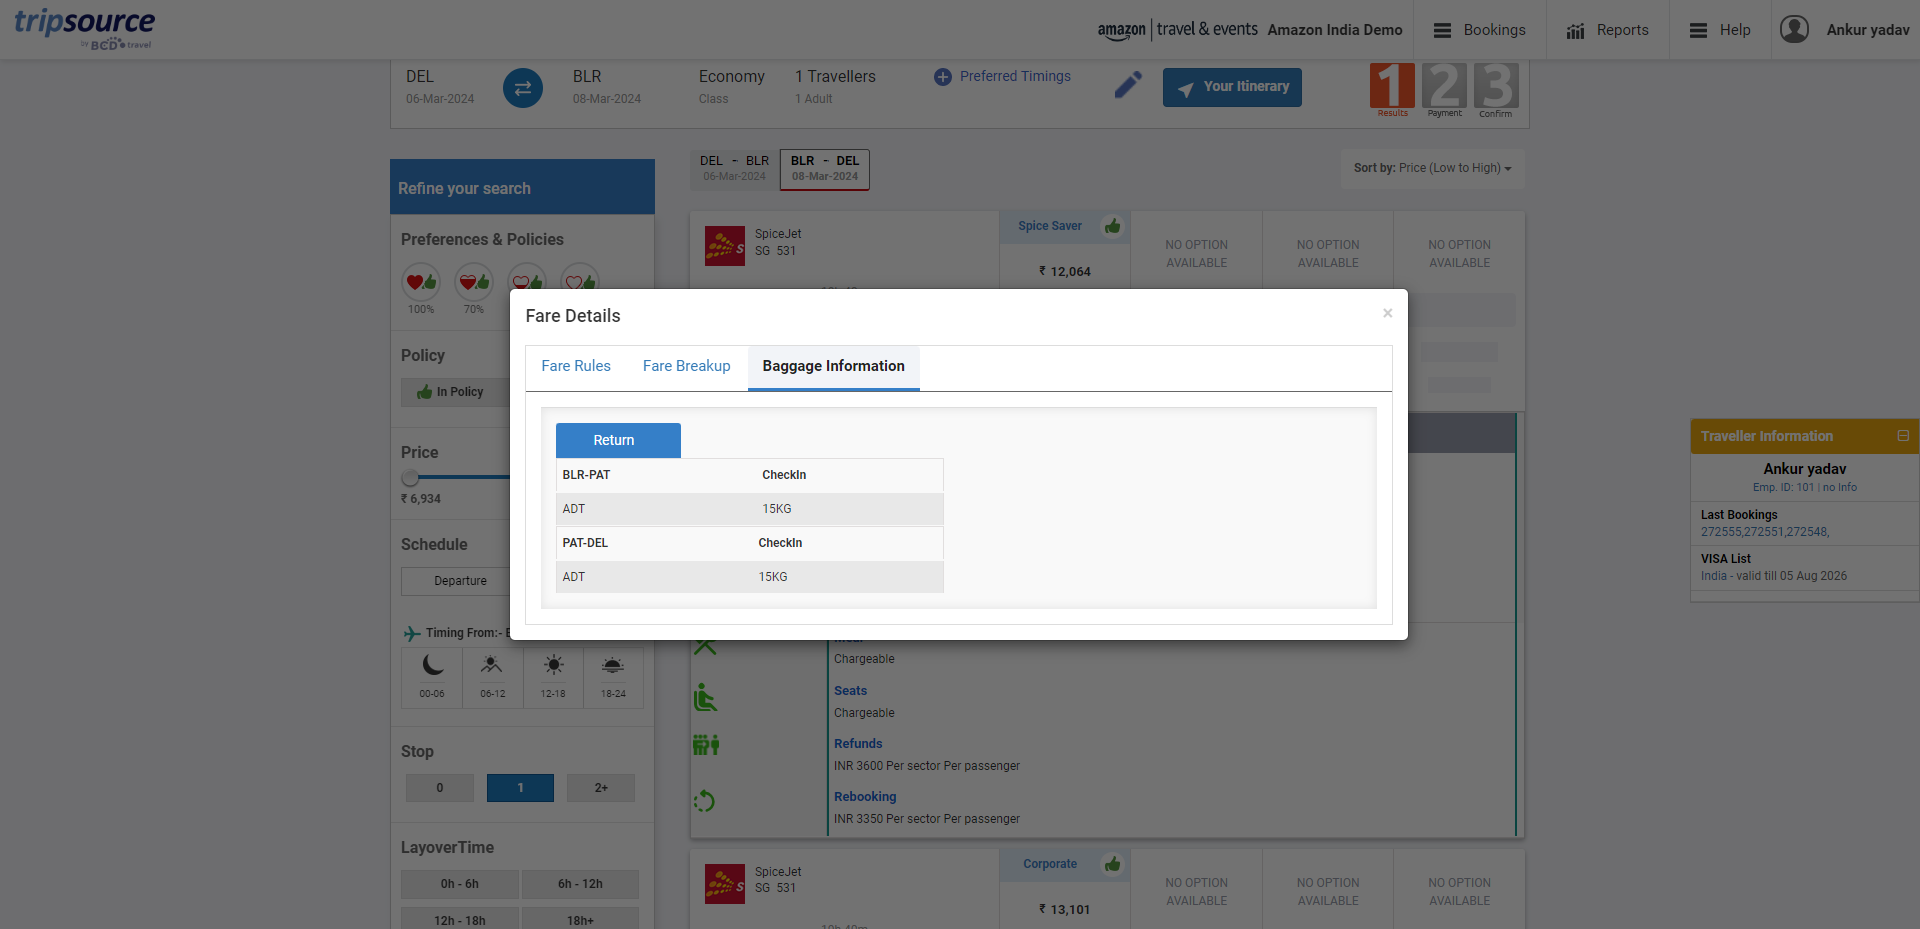 tripsource
by BCD travel
amazon | travel & events Amazon India Demo
Bookings
Reports
Help
Ankur yadav
DEL
06-Mar-2024
BLR
08-Mar-2024
Economy
Class
1 Travellers
1 Adult
Preferred Timings
Your Itinerary
1 Results
2 Payment
3 Confirm
Refine your search
DEL - BLR
06-Mar-2024
BLR - DEL
08-Mar-2024
Sort by: Price (Low to High)
Preferences & Policies
100%
70%
Policy
In Policy
Price
₹ 6,934
Schedule
Departure
Timing From:-
00-06
06-12
12-18
18-24
Stop
0
1
2+
LayoverTime
0h - 6h
6h - 12h
12h - 18h
18h+
SpiceJet
SG 531
Spice Saver
₹ 12,064
NO OPTION AVAILABLE
NO OPTION AVAILABLE
NO OPTION AVAILABLE
Fare Details
×
Fare Rules
Fare Breakup
Baggage Information
Return
BLR-PAT CheckIn
ADT 15KG
PAT-DEL CheckIn
ADT 15KG
Chargeable
Seats
Chargeable
Refunds
INR 3600 Per sector Per passenger
Rebooking
INR 3350 Per sector Per passenger
SpiceJet
SG 531
Corporate
₹ 13,101
NO OPTION AVAILABLE
NO OPTION AVAILABLE
NO OPTION AVAILABLE
Traveller Information
Ankur yadav
Emp. ID: 101 | no Info
Last Bookings
272555,272551,272548,
VISA List
India - valid till 05 Aug 2026